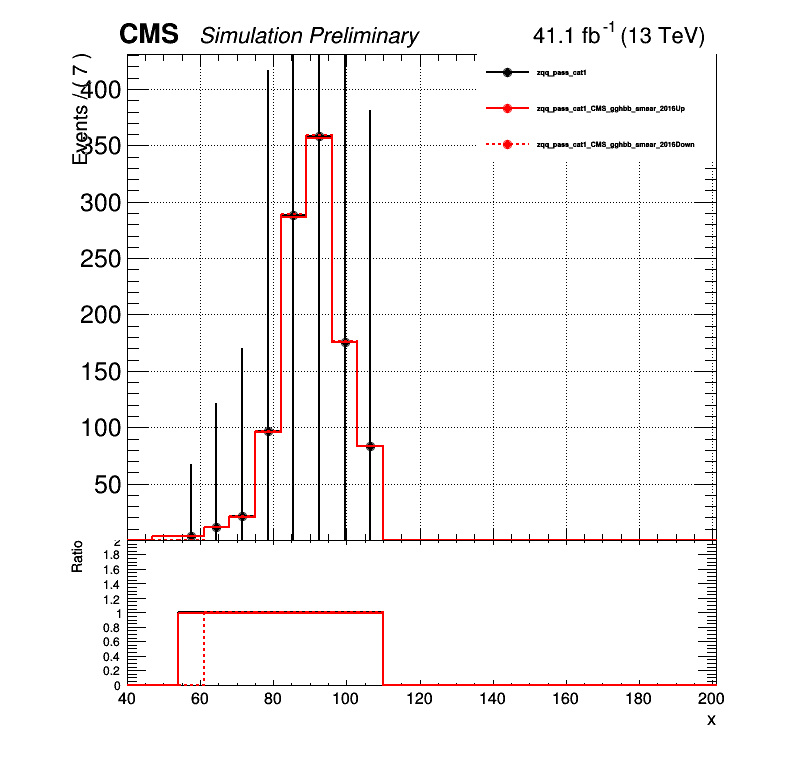 CMS Simulation Preliminary 41.1 fb-1 (13 TeV)
Events / ( 7 )
zqq_pass_cat1
zqq_pass_cat1_CMS_gghbb_smear_2016Up
zqq_pass_cat1_CMS_gghbb_smear_2016Down
400
350
300
250
200
150
100
50
Ratio
2
1.8
1.6
1.4
1.2
1
0.8
0.6
0.4
0.2
0
40 60 80 100 120 140 160 180 200
x